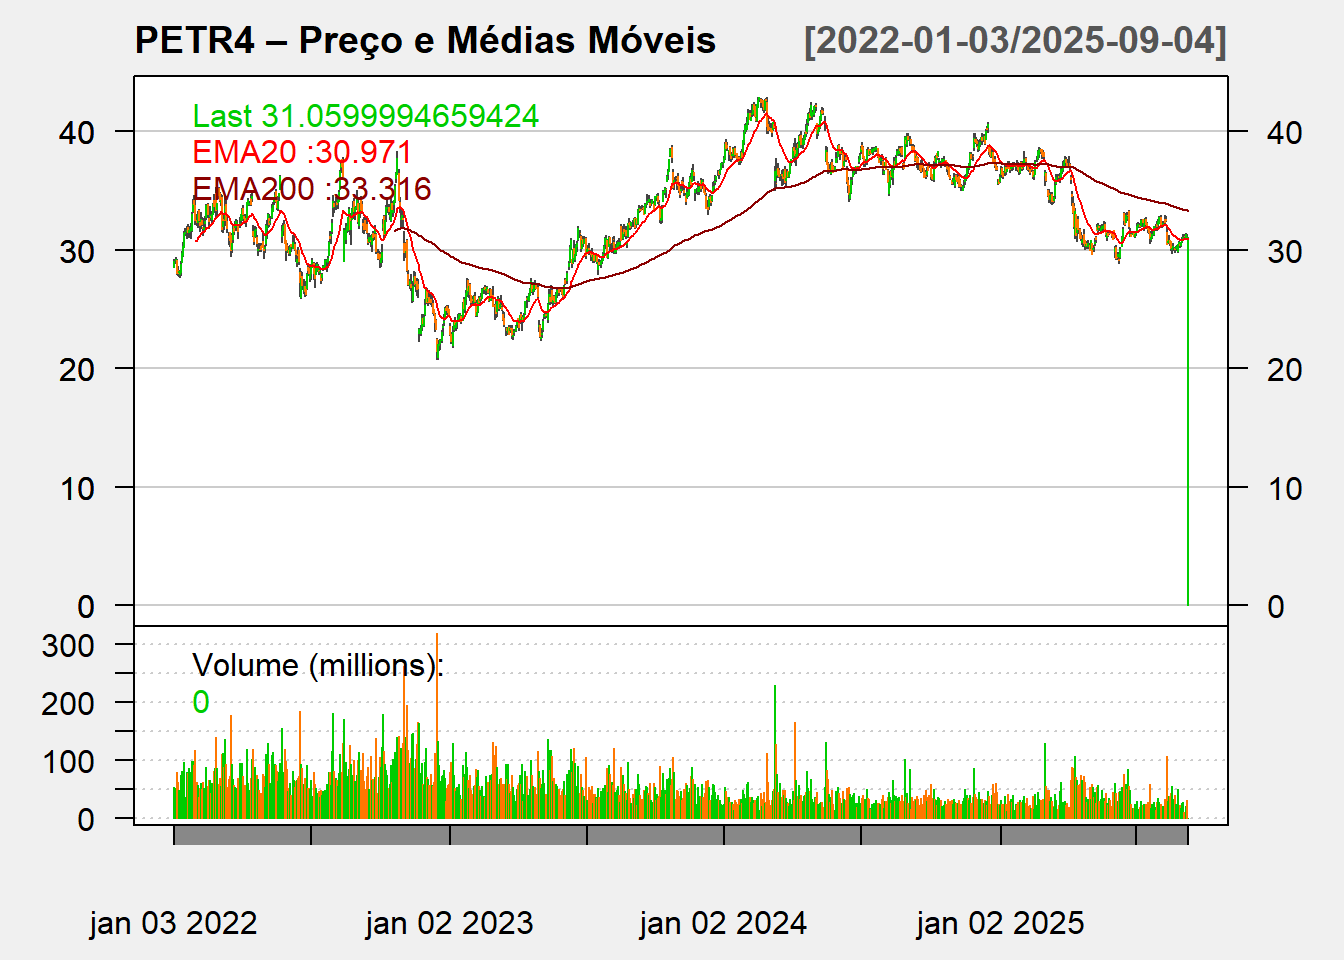 PETR4 – Preço e Médias Móveis [2022-01-03/2025-09-04]
Last 31.0599994659424
EMA20 :30.971
EMA200 :33.316
40 40
30 30
20 20
10 10
0 0
300
Volume (millions):
200
0
100
0
jan 03 2022 jan 02 2023 jan 02 2024 jan 02 2025